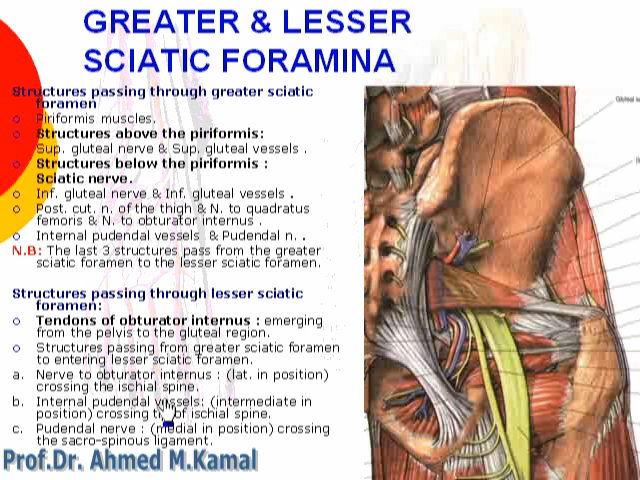 GREATER & LESSER
SCIATIC FORAMINA
Structures passing through greater sciatic
foramen
o Piriformis muscles.
o Structures above the piriformis:
Sup. gluteal nerve & Sup. gluteal vessels .
o Structures below the piriformis :
Sciatic nerve.
o Inf. gluteal nerve & Inf. gluteal vessels .
o Post. cut. n. of the thigh & N. to quadratus
femoris & N. to obturator internus .
o Internal pudendal vessels & Pudendal n. .
N.B: The last 3 structures pass from the greater
sciatic foramen to the lesser sciatic foramen.
Structures passing through lesser sciatic
foramen:
o Tendons of obturator internus : emerging
from the pelvis to the gluteal region.
o Structures passing from greater sciatic foramen
to entering lesser sciatic foramen.
a. Nerve to obturator internus : (lat. in position)
crossing the ischial spine.
b. Internal pudendal vessels: (intermediate in
position) crossing of ischial spine.
c. Pudendal nerve : (medial in position) crossing
the sacro-spinous ligament.
Prof.Dr. Ahmed M.Kamal
Gluteal